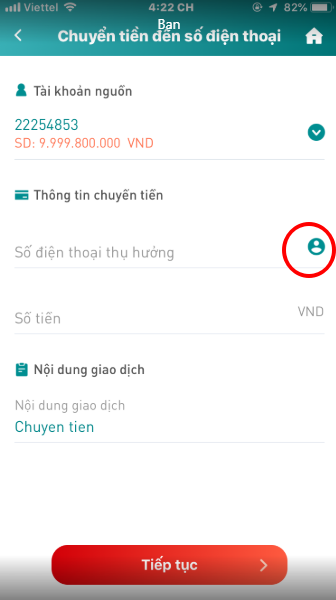 Viettel 4:22 CH 82%
Bạn
Chuyển tiền đến số điện thoại
Tài khoản nguồn
22254853
SD: 9.999.800.000 VND
Thông tin chuyển tiền
Số điện thoại thụ hưởng
Số tiền VND
Nội dung giao dịch
Nội dung giao dịch
Chuyen tien
Tiếp tục